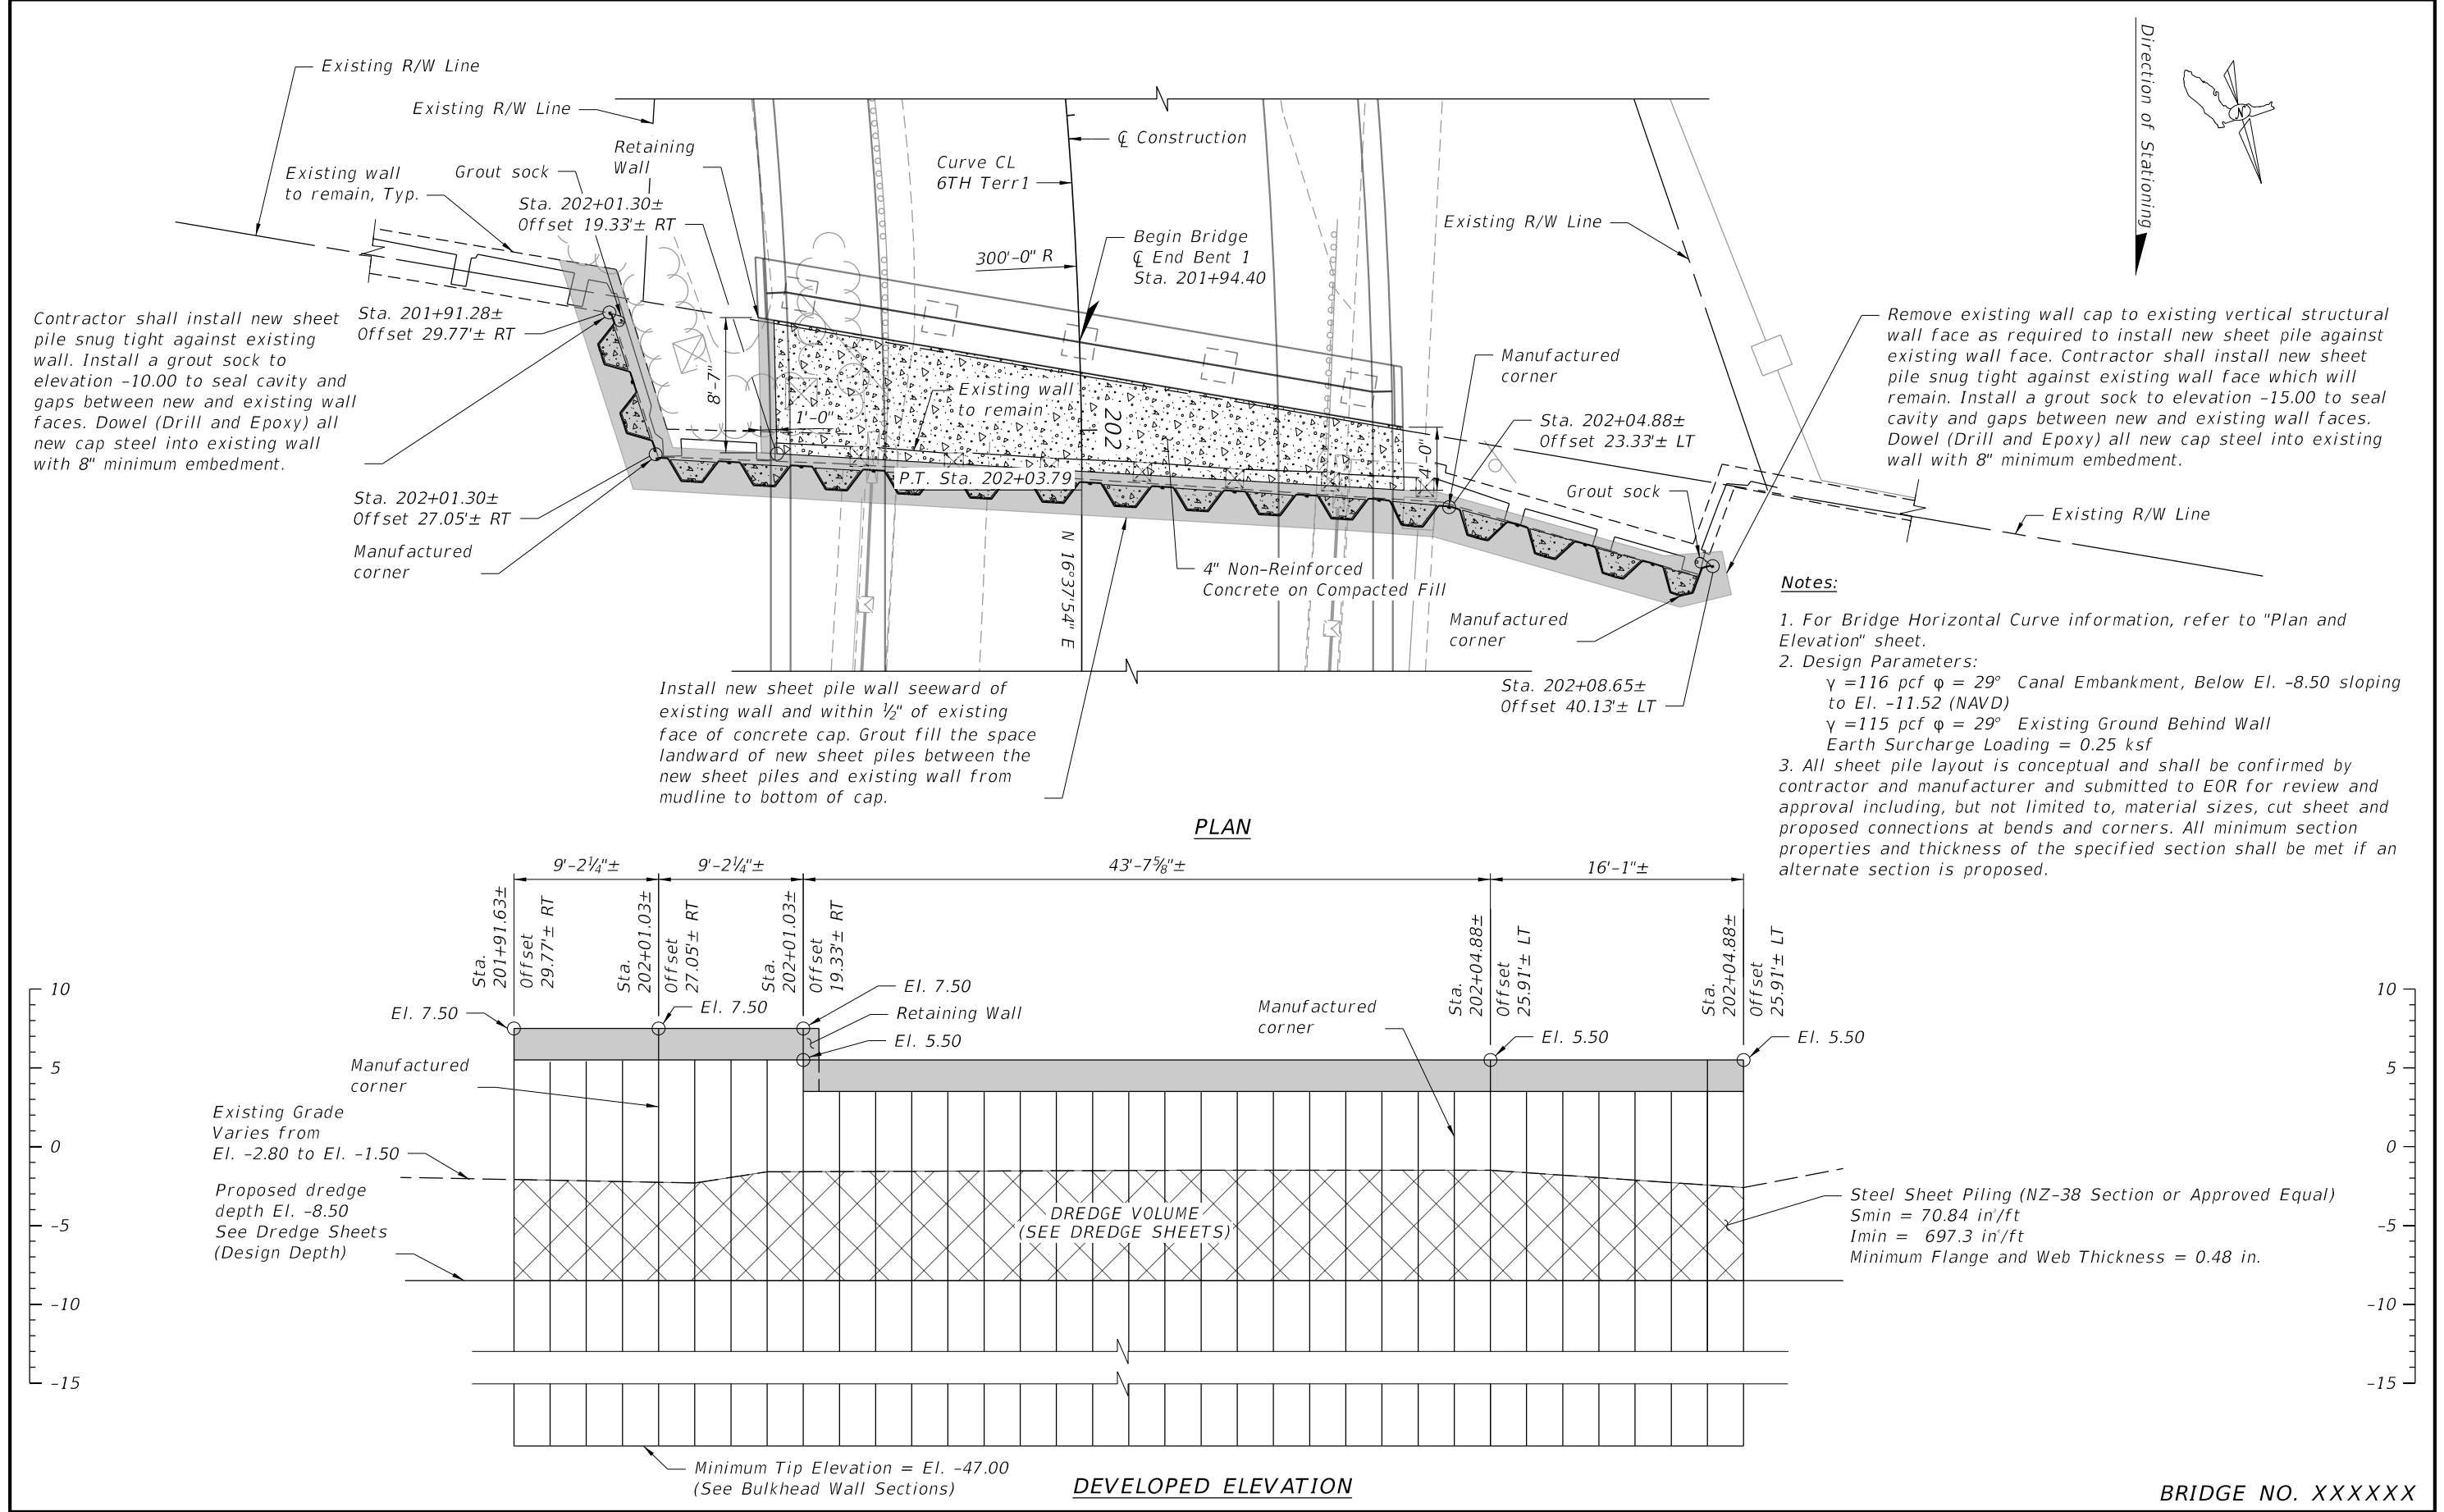 Existing R/W Line
Existing R/W Line
Retaining
Wall
Existing wall
to remain, Typ.
Grout sock
Sta. 202+01.30±
Offset 19.33'± RT
Curve CL
6TH Terr1
℄ Construction
300'-0" R
Begin Bridge
℄ End Bent 1
Sta. 201+94.40
Existing R/W Line
Direction of Stationing
N
Contractor shall install new sheet
pile snug tight against existing
wall. Install a grout sock to
elevation -10.00 to seal cavity and
gaps between new and existing wall
faces. Dowel (Drill and Epoxy) all
new cap steel into existing wall
with 8" minimum embedment.
Sta. 201+91.28±
Offset 29.77'± RT
8'-7"
1'-0"
Existing wall
to remain
202
4'-0"
Manufactured
corner
Sta. 202+04.88±
Offset 23.33'± LT
Remove existing wall cap to existing vertical structural
wall face as required to install new sheet pile against
existing wall face. Contractor shall install new sheet
pile snug tight against existing wall face which will
remain. Install a grout sock to elevation -15.00 to seal
cavity and gaps between new and existing wall faces.
Dowel (Drill and Epoxy) all new cap steel into existing
wall with 8" minimum embedment.
Grout sock
Existing R/W Line
P.T. Sta. 202+03.79
Sta. 202+01.30±
Offset 27.05'± RT
Manufactured
corner
N 16°37'54" E
4" Non-Reinforced
Concrete on Compacted Fill
Manufactured
corner
Sta. 202+08.65±
Offset 40.13'± LT
Install new sheet pile wall seeward of
existing wall and within ½" of existing
face of concrete cap. Grout fill the space
landward of new sheet piles between the
new sheet piles and existing wall from
mudline to bottom of cap.
Notes:
1. For Bridge Horizontal Curve information, refer to "Plan and
Elevation" sheet.
2. Design Parameters:
γ =116 pcf φ = 29° Canal Embankment, Below El. -8.50 sloping
to El. -11.52 (NAVD)
γ =115 pcf φ = 29° Existing Ground Behind Wall
Earth Surcharge Loading = 0.25 ksf
3. All sheet pile layout is conceptual and shall be confirmed by
contractor and manufacturer and submitted to EOR for review and
approval including, but not limited to, material sizes, cut sheet and
proposed connections at bends and corners. All minimum section
properties and thickness of the specified section shall be met if an
alternate section is proposed.
PLAN
9'-2¼"±
9'-2¼"±
43'-7⅝"±
16'-1"±
Sta.
201+91.63±
Offset
29.77'± RT
Sta.
202+01.03±
Offset
27.05'± RT
Sta.
202+01.03±
Offset
19.33'± RT
Sta.
202+04.88±
Offset
25.91'± LT
Sta.
202+04.88±
Offset
25.91'± LT
10
5
0
-5
-10
-15
El. 7.50
El. 7.50
El. 7.50
Retaining Wall
El. 5.50
Manufactured
corner
El. 5.50
El. 5.50
10
5
0
-5
-10
-15
Manufactured
corner
Existing Grade
Varies from
El. -2.80 to El. -1.50
Proposed dredge
depth El. -8.50
See Dredge Sheets
(Design Depth)
DREDGE VOLUME
(SEE DREDGE SHEETS)
Steel Sheet Piling (NZ-38 Section or Approved Equal)
Smin = 70.84 in³/ft
Imin = 697.3 in⁴/ft
Minimum Flange and Web Thickness = 0.48 in.
Minimum Tip Elevation = El. -47.00
(See Bulkhead Wall Sections)
DEVELOPED ELEVATION
BRIDGE NO. XXXXXX